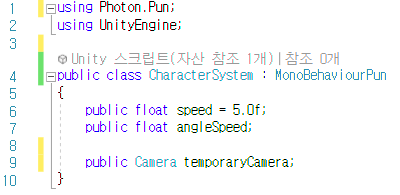 1 using Photon.Pun;
2 using UnityEngine;
3
Unity 스크립트(자산 참조 1개)|참조 0개
4 public class CharacterSystem : MonoBehaviourPun
5 {
6 public float speed = 5.0f;
7 public float angleSpeed;
8
9 public Camera temporaryCamera;
10 }